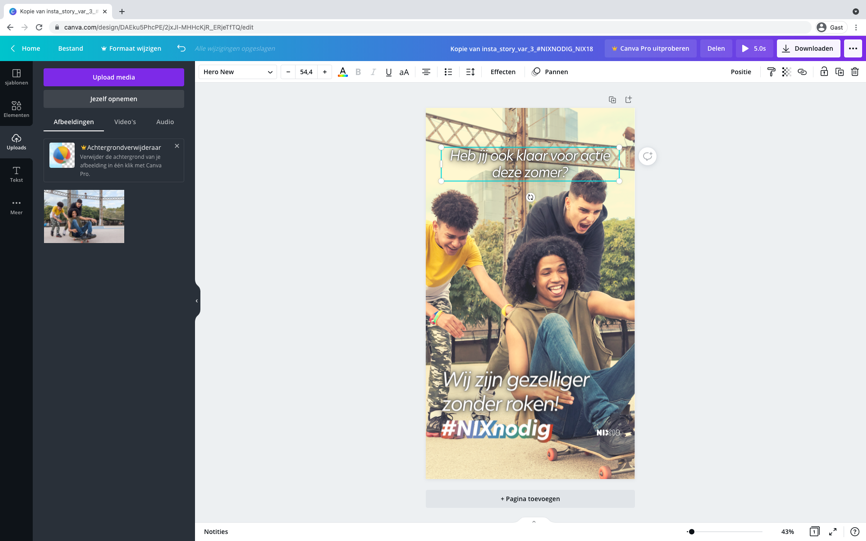 Kopie van insta_story_var_3_
canva.com/design/DAEku5PhcPE/2jxJI-MHHcKjR_ERjeTfTQ/edit
Gast
Home
Bestand
Formaat wijzigen
Alle wijzigingen opgeslagen
Kopie van insta_story_var_3_#NIXNODIG_NIX18
Canva Pro uitproberen
Delen
5.0s
Downloaden
Hero New
54,4
A
B
I
U
aA
Effecten
Pannen
Positie
sjablonen
Elementen
Uploads
Tekst
Meer
Upload media
Jezelf opnemen
Afbeeldingen
Video's
Audio
Achtergrondverwijderaar
Verwijder de achtergrond van je
afbeelding in één klik met Canva
Pro.
Heb jij ook klaar voor actie
deze zomer?
Wij zijn gezelliger
zonder roken!
#NIXnodig
+ Pagina toevoegen
Notities
43%
1